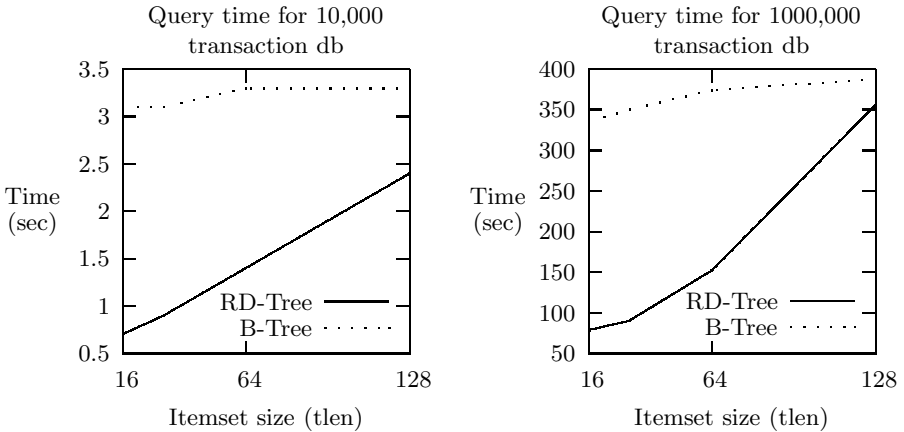 Query time for 10,000
transaction db
3.5
3
2.5
2
1.5
1
0.5
Time
(sec)
RD-Tree
B-Tree
16
64
128
Itemset size (tlen)
Query time for 1000,000
transaction db
400
350
300
250
200
150
100
50
Time
(sec)
RD-Tree
B-Tree
16
64
128
Itemset size (tlen)